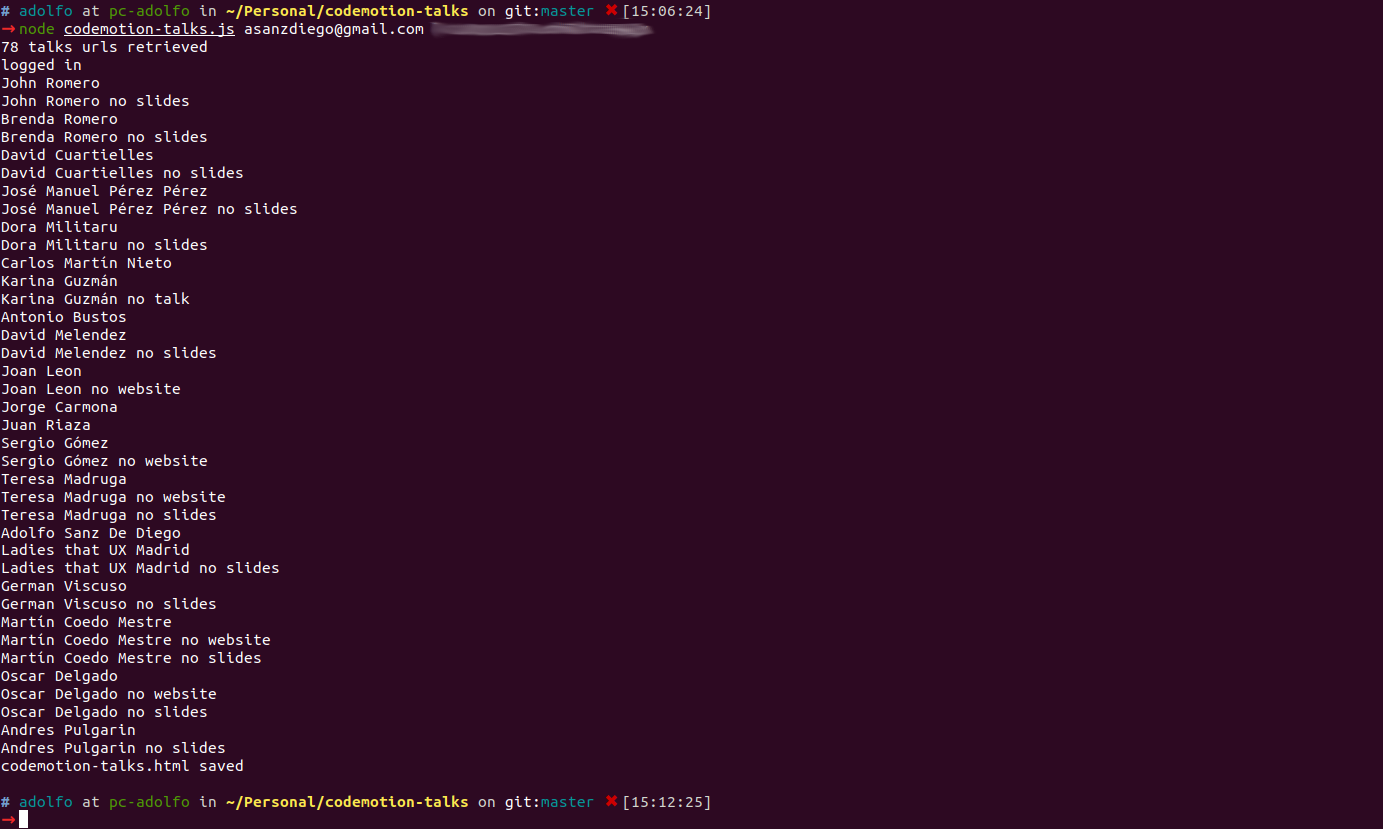 # adolfo at pc-adolfo in ~/Personal/codemotion-talks on git:master ✖ [15:06:24]
→ node codemotion-talks.js asanzdiego@gmail.com
78 talks urls retrieved
logged in
John Romero
John Romero no slides
Brenda Romero
Brenda Romero no slides
David Cuartielles
David Cuartielles no slides
José Manuel Pérez Pérez
José Manuel Pérez Pérez no slides
Dora Militaru
Dora Militaru no slides
Carlos Martín Nieto
Karina Guzmán
Karina Guzmán no talk
Antonio Bustos
David Melendez
David Melendez no slides
Joan Leon
Joan Leon no website
Jorge Carmona
Juan Riaza
Sergio Gómez
Sergio Gómez no website
Teresa Madruga
Teresa Madruga no website
Teresa Madruga no slides
Adolfo Sanz De Diego
Ladies that UX Madrid
Ladies that UX Madrid no slides
German Viscuso
German Viscuso no slides
Martín Coedo Mestre
Martín Coedo Mestre no website
Martín Coedo Mestre no slides
Oscar Delgado
Oscar Delgado no website
Oscar Delgado no slides
Andres Pulgarin
Andres Pulgarin no slides
codemotion-talks.html saved
# adolfo at pc-adolfo in ~/Personal/codemotion-talks on git:master ✖ [15:12:25]
→